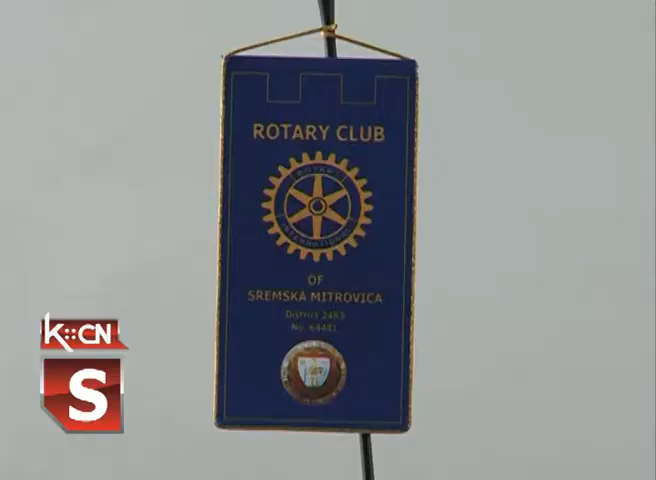 ROTARY CLUB
ROTARY
INTERNATIONAL
OF
SREMSKA MITROVICA
District 2483
No. 64481
K::CN
S